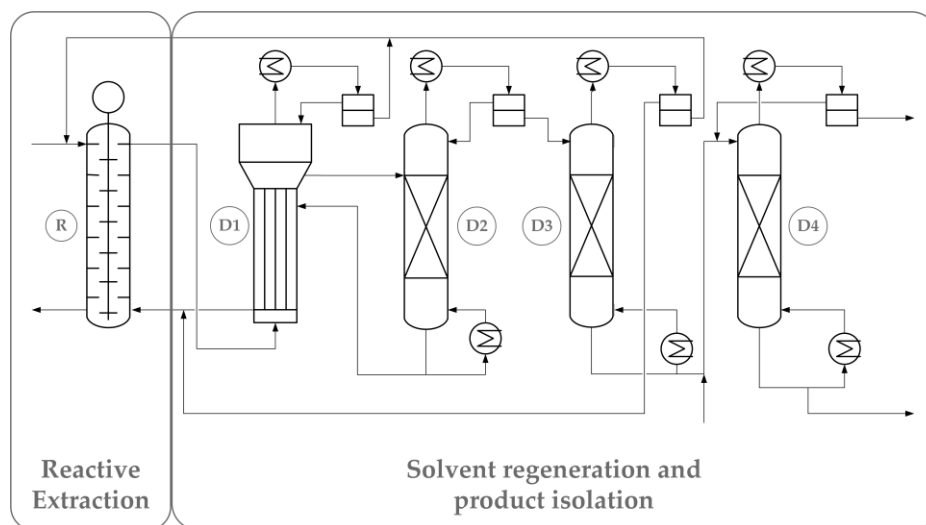 R
D1
D2
D3
D4
Reactive
Extraction
Solvent regeneration and
product isolation